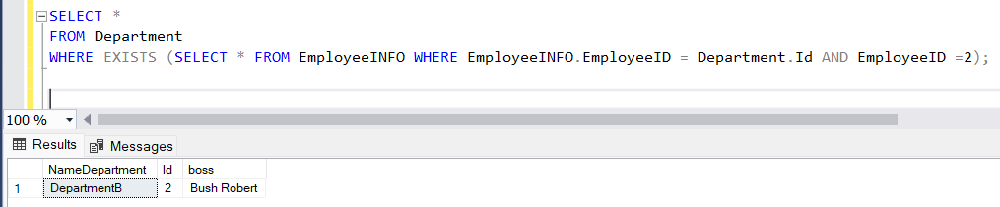 SELECT *
FROM Department
WHERE EXISTS (SELECT * FROM EmployeeINFO WHERE EmployeeINFO.EmployeeID = Department.Id AND EmployeeID =2);
100 %
Results Messages
NameDepartment Id boss
1 DepartmentB 2 Bush Robert